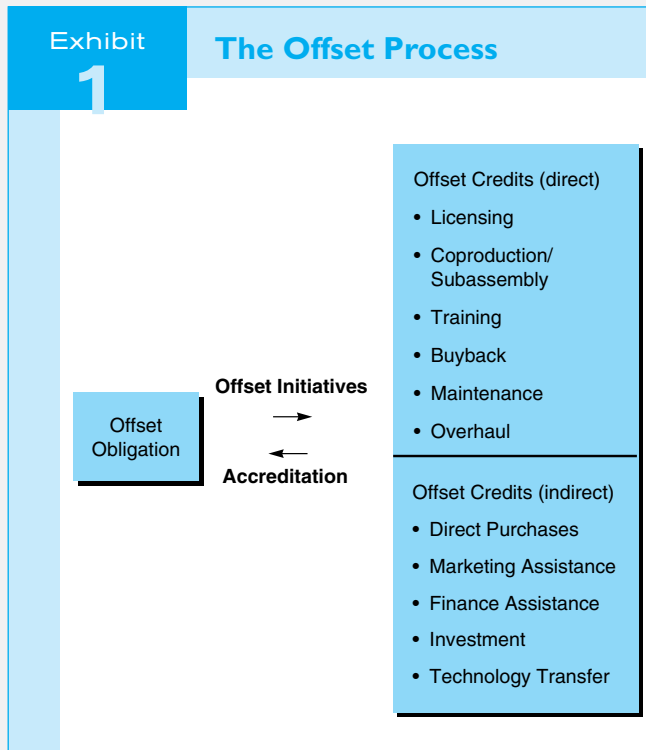 Exhibit
1
The Offset Process
Offset Credits (direct)
• Licensing
• Coproduction/
Subassembly
• Training
• Buyback
• Maintenance
• Overhaul
Offset Initiatives
Offset
Obligation
Accreditation
Offset Credits (indirect)
• Direct Purchases
• Marketing Assistance
• Finance Assistance
• Investment
• Technology Transfer